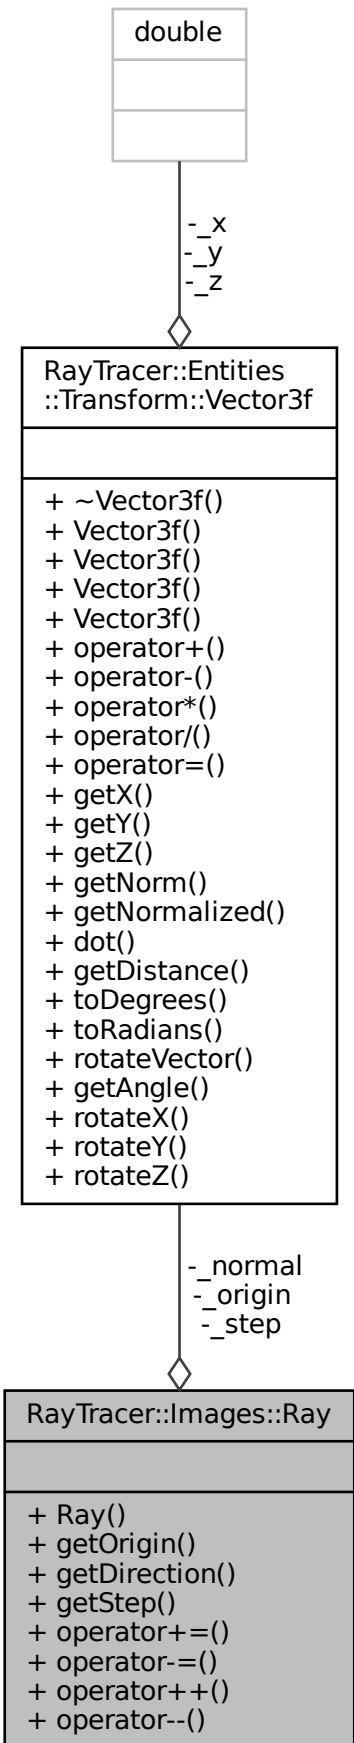 double
-_x
-_y
-_z
RayTracer::Entities
::Transform::Vector3f
+ ~Vector3f()
+ Vector3f()
+ Vector3f()
+ Vector3f()
+ Vector3f()
+ operator+()
+ operator-()
+ operator*()
+ operator/()
+ operator=()
+ getX()
+ getY()
+ getZ()
+ getNorm()
+ getNormalized()
+ dot()
+ getDistance()
+ toDegrees()
+ toRadians()
+ rotateVector()
+ getAngle()
+ rotateX()
+ rotateY()
+ rotateZ()
-_normal
-_origin
-_step
RayTracer::Images::Ray
+ Ray()
+ getOrigin()
+ getDirection()
+ getStep()
+ operator+=()
+ operator-=()
+ operator++()
+ operator--()